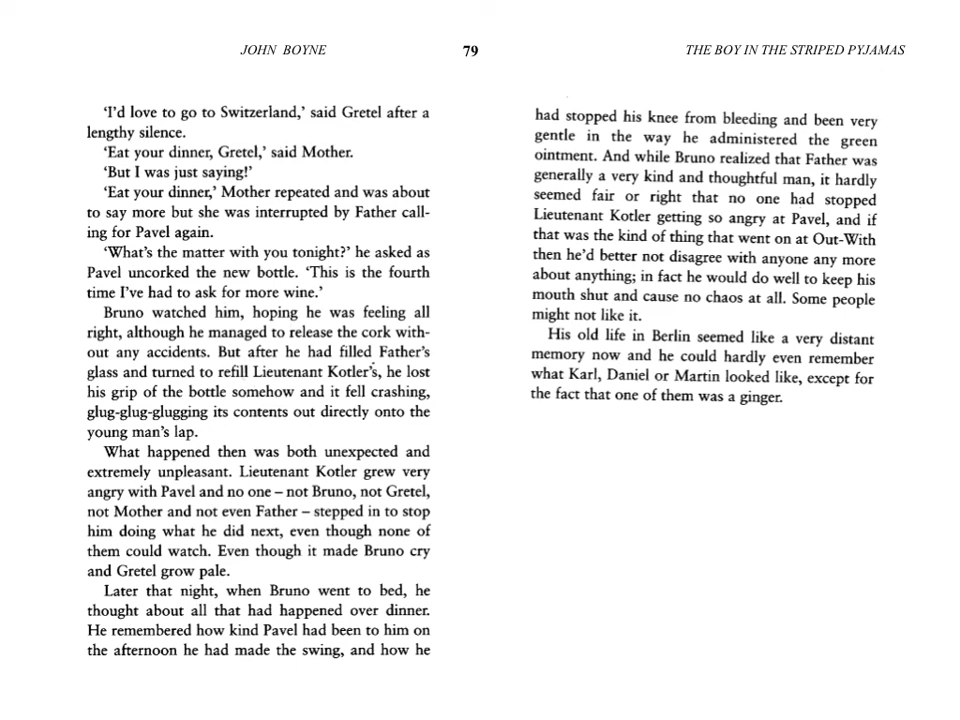 JOHN BOYNE
79
THE BOY IN THE STRIPED PYJAMAS
‘I’d love to go to Switzerland,’ said Gretel after a
lengthy silence.
‘Eat your dinner, Gretel,’ said Mother.
‘But I was just saying!’
‘Eat your dinner,’ Mother repeated and was about
to say more but she was interrupted by Father call-
ing for Pavel again.
‘What’s the matter with you tonight?’ he asked as
Pavel uncorked the new bottle. ‘This is the fourth
time I’ve had to ask for more wine.’
Bruno watched him, hoping he was feeling all
right, although he managed to release the cork with-
out any accidents. But after he had filled Father’s
glass and turned to refill Lieutenant Kotler’s, he lost
his grip of the bottle somehow and it fell crashing,
glug-glug-glugging its contents out directly onto the
young man’s lap.
What happened then was both unexpected and
extremely unpleasant. Lieutenant Kotler grew very
angry with Pavel and no one – not Bruno, not Gretel,
not Mother and not even Father – stepped in to stop
him doing what he did next, even though none of
them could watch. Even though it made Bruno cry
and Gretel grow pale.
Later that night, when Bruno went to bed, he
thought about all that had happened over dinner.
He remembered how kind Pavel had been to him on
the afternoon he had made the swing, and how he
had stopped his knee from bleeding and been very
gentle in the way he administered the green
ointment. And while Bruno realized that Father was
generally a very kind and thoughtful man, it hardly
seemed fair or right that no one had stopped
Lieutenant Kotler getting so angry at Pavel, and if
that was the kind of thing that went on at Out-With
then he’d better not disagree with anyone any more
about anything; in fact he would do well to keep his
mouth shut and cause no chaos at all. Some people
might not like it.
His old life in Berlin seemed like a very distant
memory now and he could hardly even remember
what Karl, Daniel or Martin looked like, except for
the fact that one of them was a ginger.